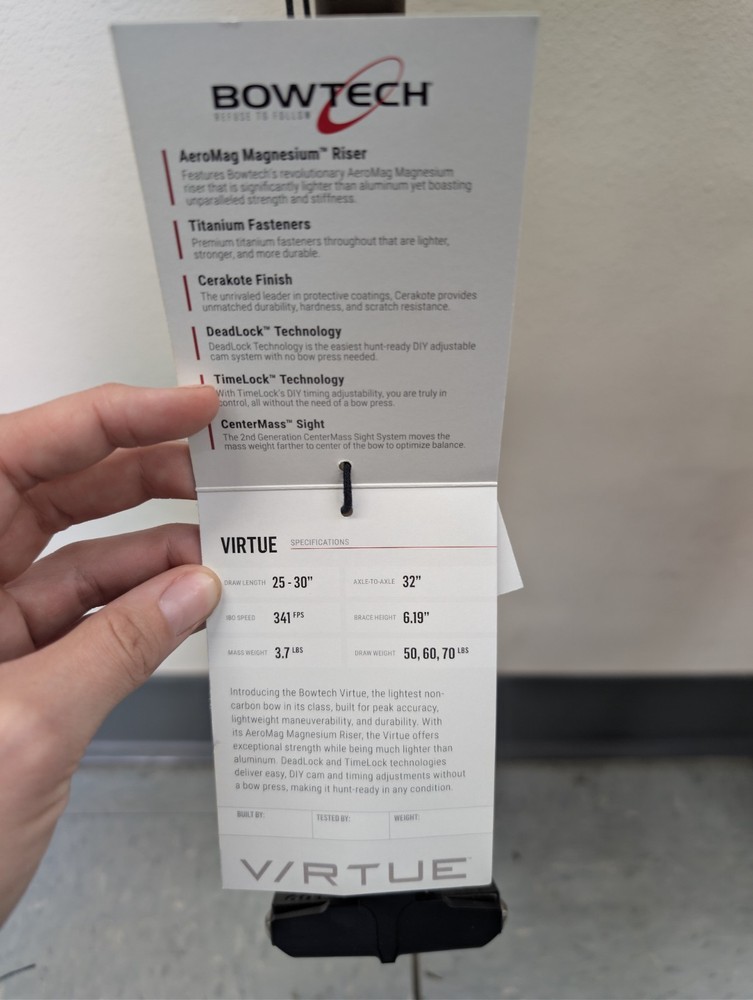 BOWTECH
REFUSE TO FOLLOW
AeroMag Magnesium™ Riser
Features Bowtech's revolutionary AeroMag Magnesium
riser that is significantly lighter than aluminum yet boasting
unparalleled strength and stiffness.
Titanium Fasteners
Premium titanium fasteners throughout that are lighter,
stronger, and more durable.
Cerakote Finish
The unrivaled leader in protective coatings, Cerakote provides
unmatched durability, hardness, and scratch resistance.
DeadLock™ Technology
DeadLock Technology is the easiest hunt-ready DIY adjustable
cam system with no bow press needed.
TimeLock™ Technology
With TimeLock's DIY timing adjustability, you are truly in
control, all without the need of a bow press.
CenterMass™ Sight
The 2nd Generation CenterMass Sight System moves the
mass weight farther to center of the bow to optimize balance.
VIRTUE SPECIFICATIONS
DRAW LENGTH 25 - 30" AXLE-TO-AXLE 32"
IBO SPEED 341 FPS BRACE HEIGHT 6.19"
MASS WEIGHT 3.7 LBS DRAW WEIGHT 50, 60, 70 LBS
Introducing the Bowtech Virtue, the lightest non-
carbon bow in its class, built for peak accuracy,
lightweight maneuverability, and durability. With
its AeroMag Magnesium Riser, the Virtue offers
exceptional strength while being much lighter than
aluminum. DeadLock and TimeLock technologies
deliver easy, DIY cam and timing adjustments without
a bow press, making it hunt-ready in any condition.
BUILT BY: TESTED BY: WEIGHT:
VIRTUE